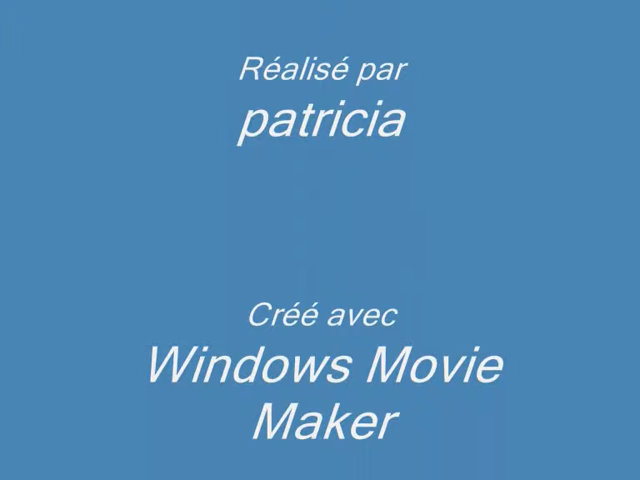 Réalisé par
patricia
Créé avec
Windows Movie
Maker